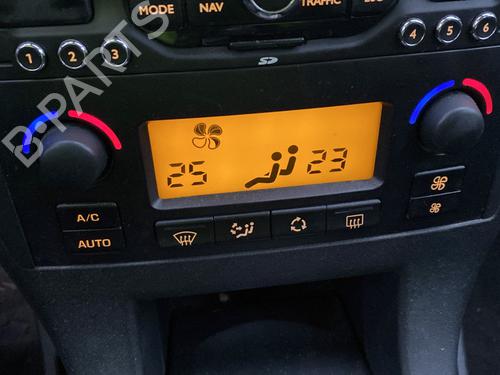 MODE NAV TRAFFIC
1 2 3 4 5 6
SD
B-PARTS
25 23
A/C
AUTO